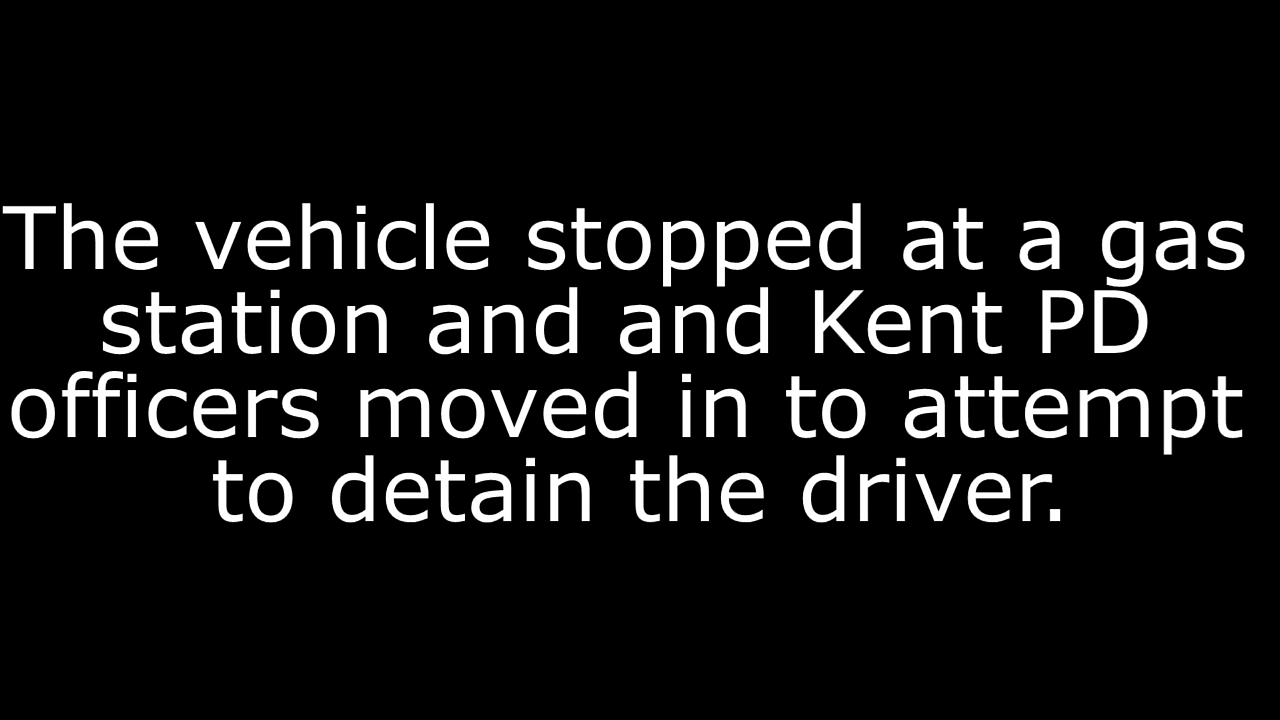 The vehicle stopped at a gas
station and and Kent PD
officers moved in to attempt
to detain the driver.